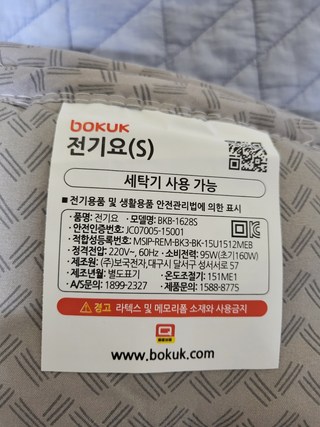 bokuk
전기요(S)
세탁기 사용 가능
■ 전기용품 및 생활용품 안전관리법에 의한 표시
· 품명: 전기요 · 모델명: BKB-1628S
· 안전인증번호: JC07005-15001
· 적합성등록번호: MSIP-REM-BK3-BK-15U1512MEB
· 정격전압: 220V~, 60Hz · 소비전력: 95W(초기160W)
· 제조원: (주)보국전자,대구시 달서구 성서서로 57
· 제조년월: 별도표기 · 온도조절기: 151ME1
· A/S문의: 1899-2327 · 제품문의: 1588-8775
경고 라텍스 및 메모리폼 소재와 사용금지
www.bokuk.com